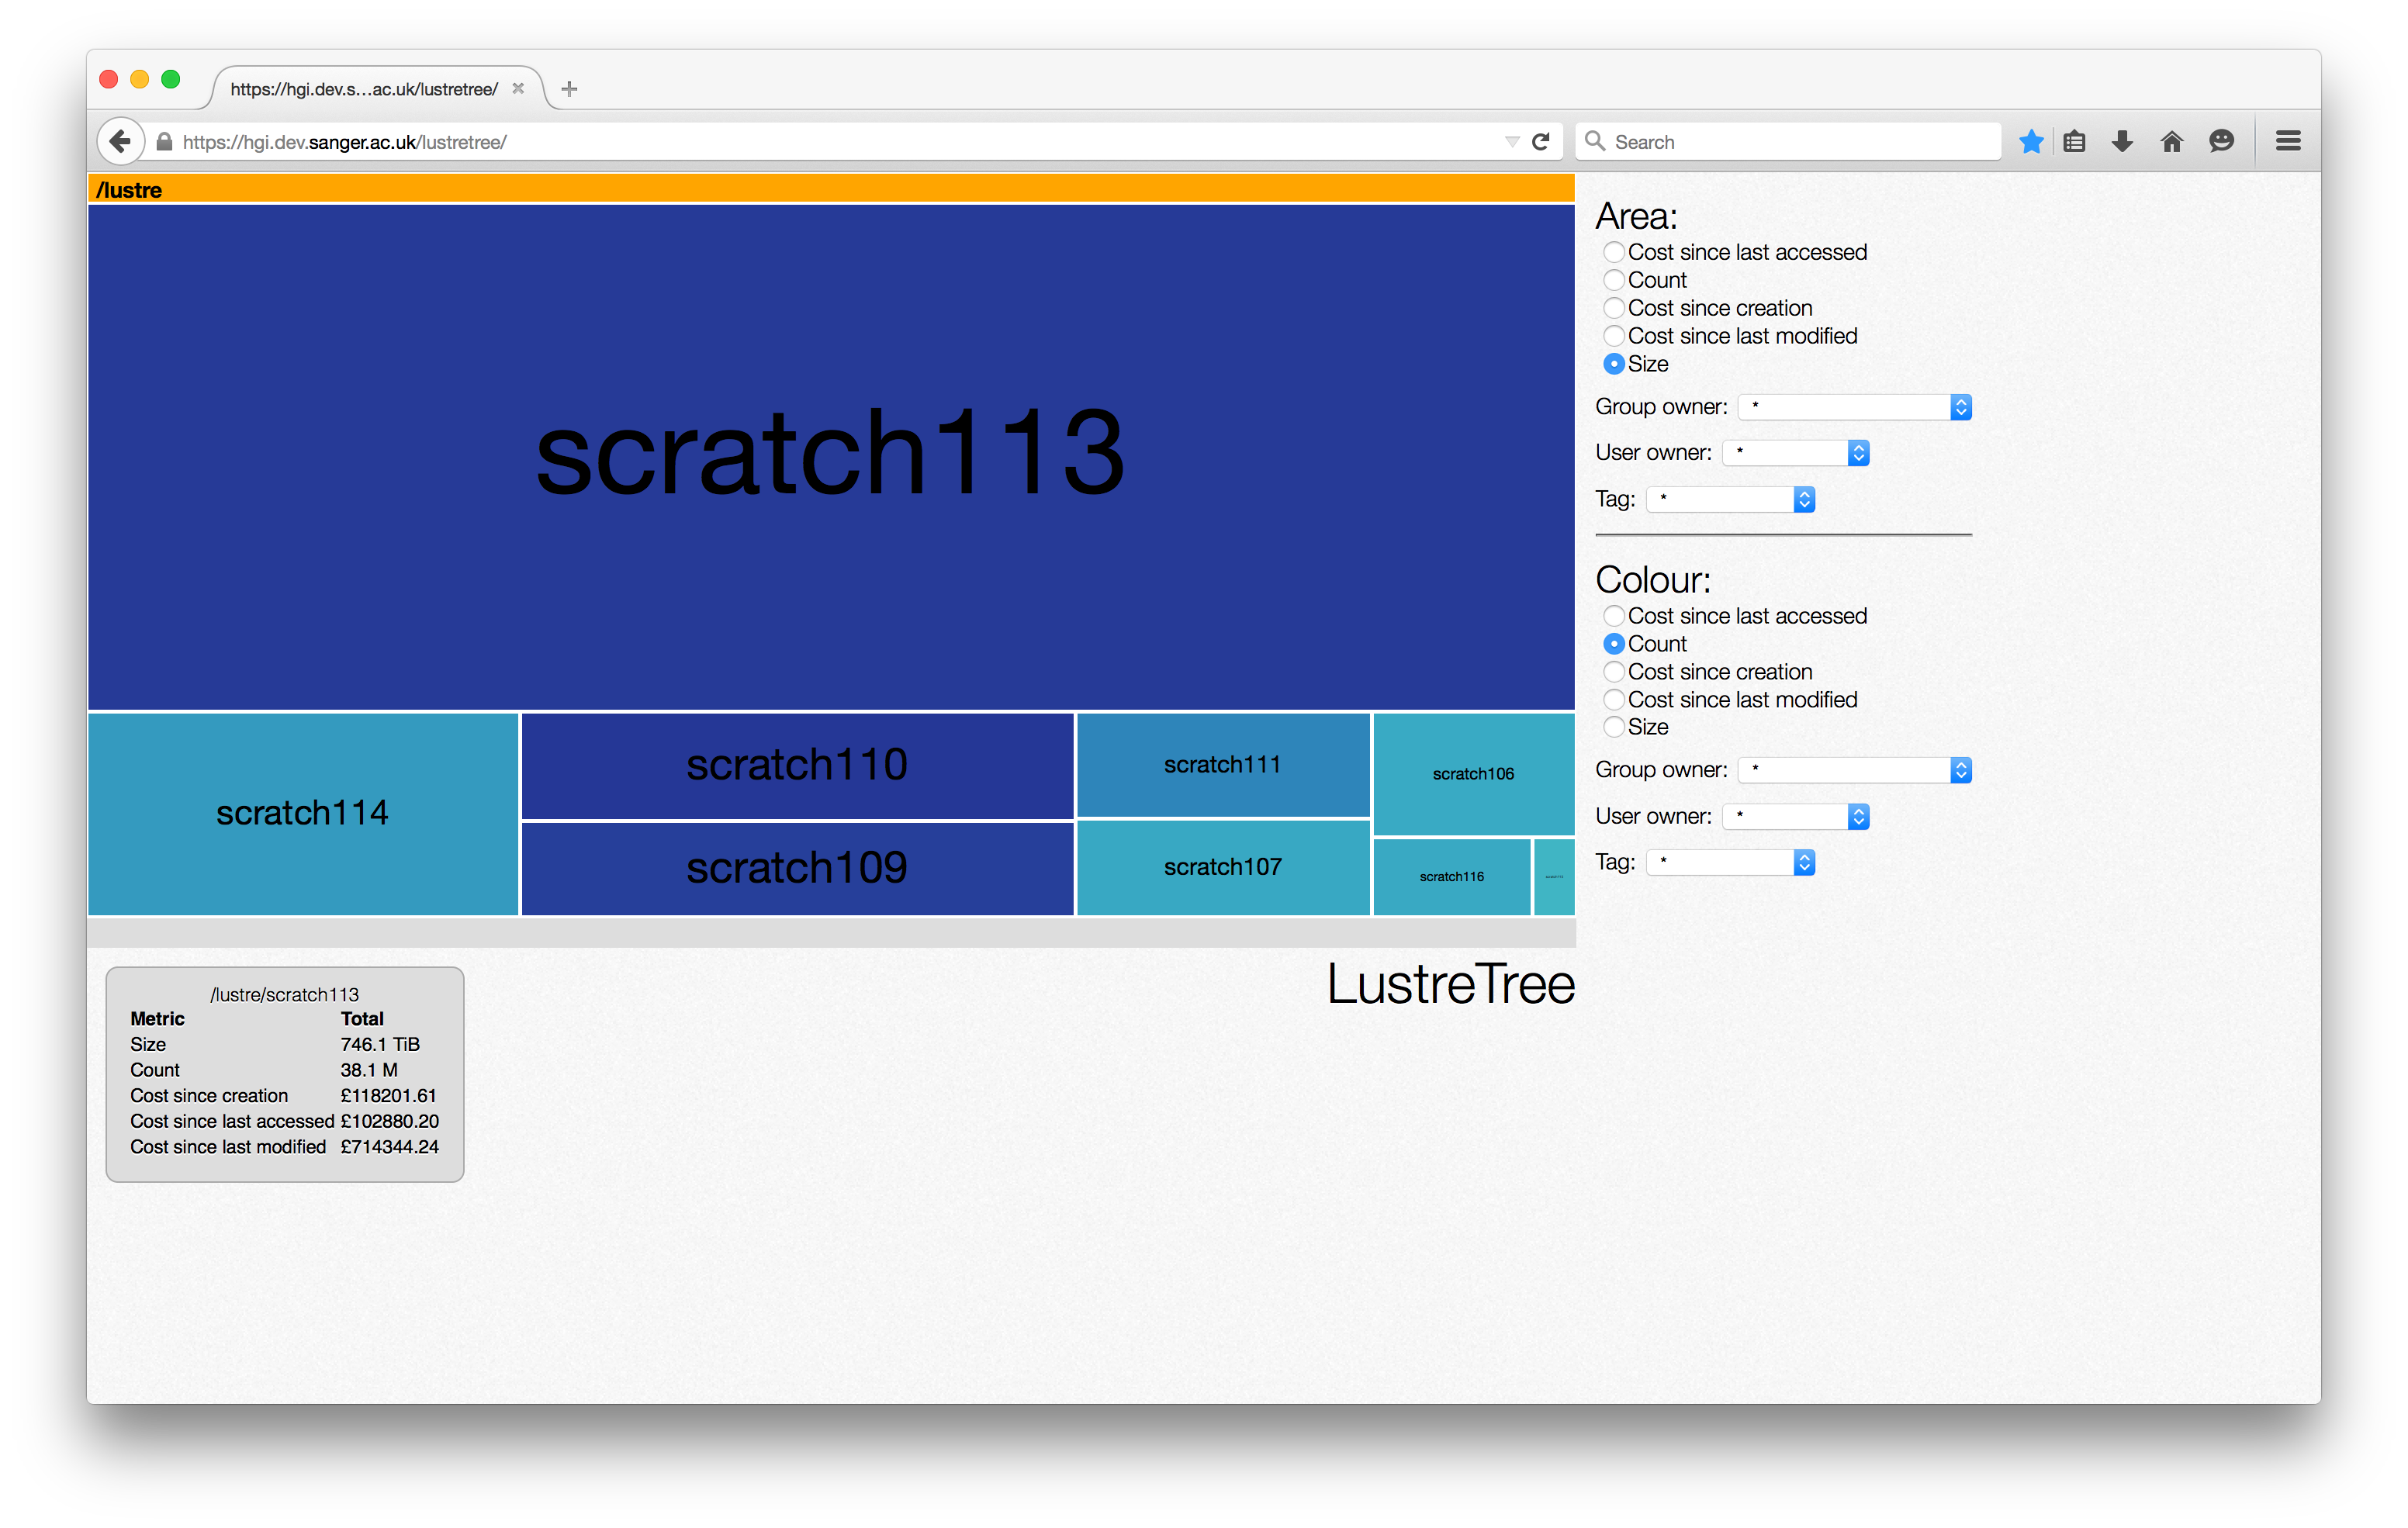 https://hgi.dev.s...ac.uk/lustretree/
https://hgi.dev.sanger.ac.uk/lustretree/
Search
/lustre
scratch113
scratch114
scratch110
scratch109
scratch111
scratch107
scratch106
scratch116
Area:
Cost since last accessed
Count
Cost since creation
Cost since last modified
Size
Group owner: *
User owner: *
Tag: *
Colour:
Cost since last accessed
Count
Cost since creation
Cost since last modified
Size
Group owner: *
User owner: *
Tag: *
LustreTree
/lustre/scratch113
Metric Total
Size 746.1 TiB
Count 38.1 M
Cost since creation £118201.61
Cost since last accessed £102880.20
Cost since last modified £714344.24